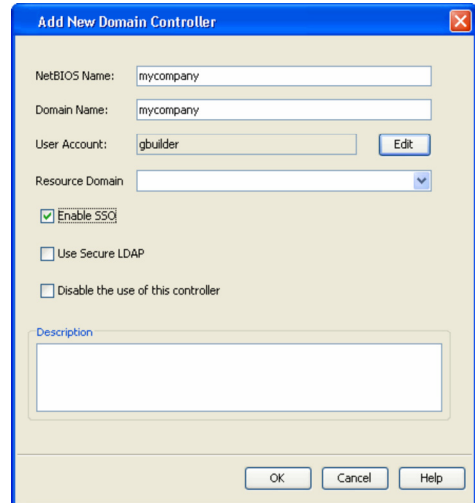 Add New Domain Controller
NetBIOS Name: mycompany
Domain Name: mycompany
User Account: gbuilder Edit
Resource Domain
Enable SSO
Use Secure LDAP
Disable the use of this controller
Description
OK Cancel Help